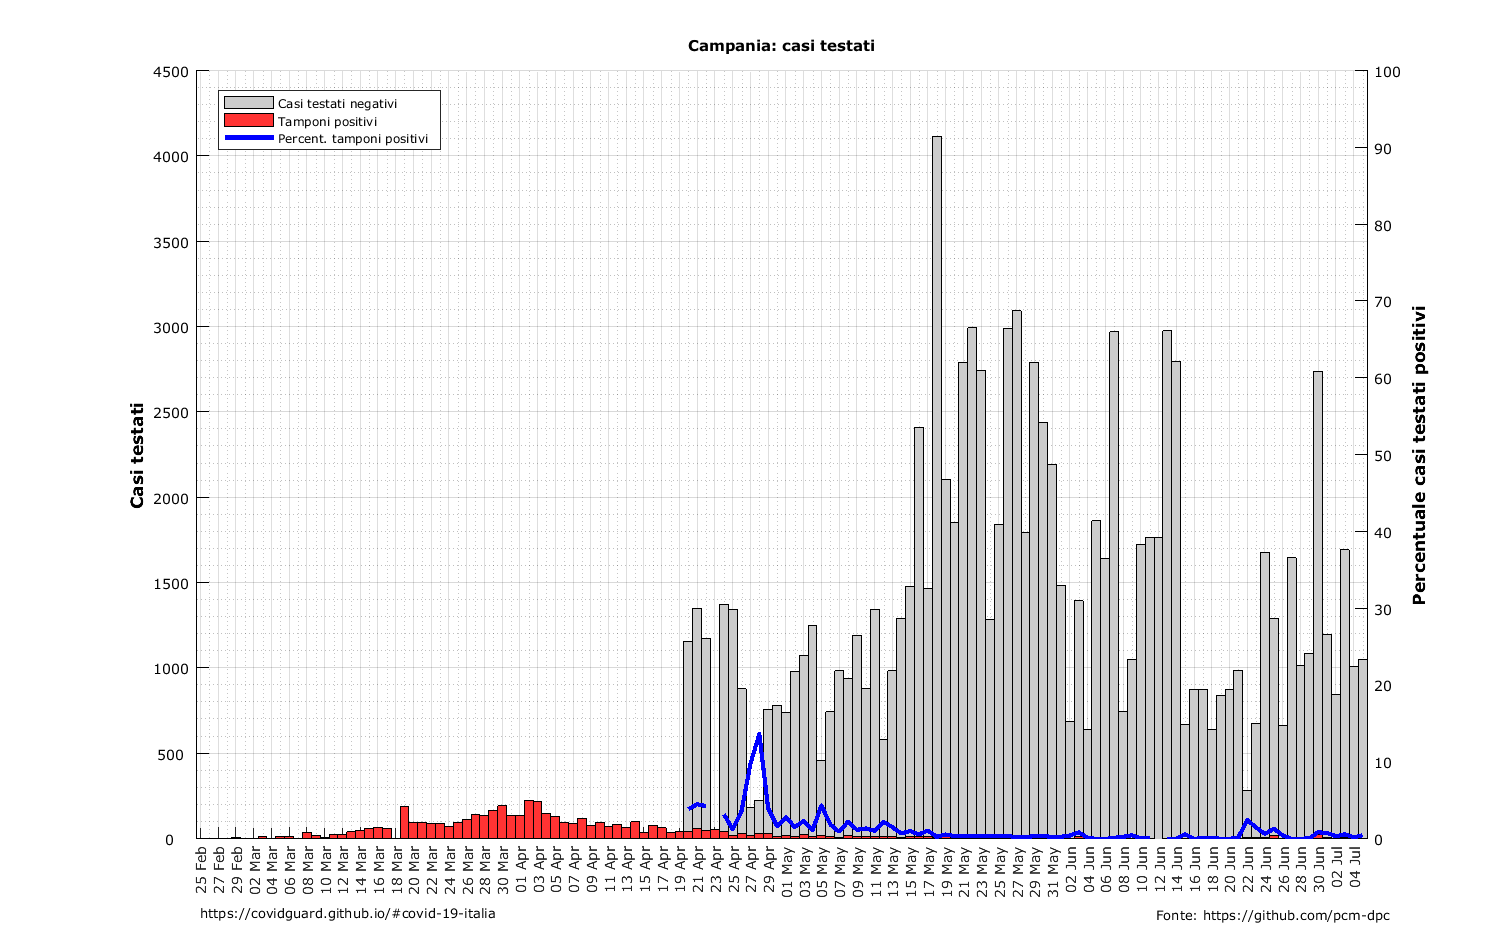 Campania: casi testati
Casi testati negativi
Tamponi positivi
Percent. tamponi positivi
Casi testati
4500
4000
3500
3000
2500
2000
1500
1000
500
0
100
90
80
70
60
50
40
30
20
10
0
Percentuale casi testati positivi
25 Feb
27 Feb
29 Feb
02 Mar
04 Mar
06 Mar
08 Mar
10 Mar
12 Mar
14 Mar
16 Mar
18 Mar
20 Mar
22 Mar
24 Mar
26 Mar
28 Mar
30 Mar
01 Apr
03 Apr
05 Apr
07 Apr
09 Apr
11 Apr
13 Apr
15 Apr
17 Apr
19 Apr
21 Apr
23 Apr
25 Apr
27 Apr
29 Apr
01 May
03 May
05 May
07 May
09 May
11 May
13 May
15 May
17 May
19 May
21 May
23 May
25 May
27 May
29 May
31 May
02 Jun
04 Jun
06 Jun
08 Jun
10 Jun
12 Jun
14 Jun
16 Jun
18 Jun
20 Jun
22 Jun
24 Jun
26 Jun
28 Jun
30 Jun
02 Jul
04 Jul
https://covidguard.github.io/#covid-19-italia
Fonte: https://github.com/pcm-dpc